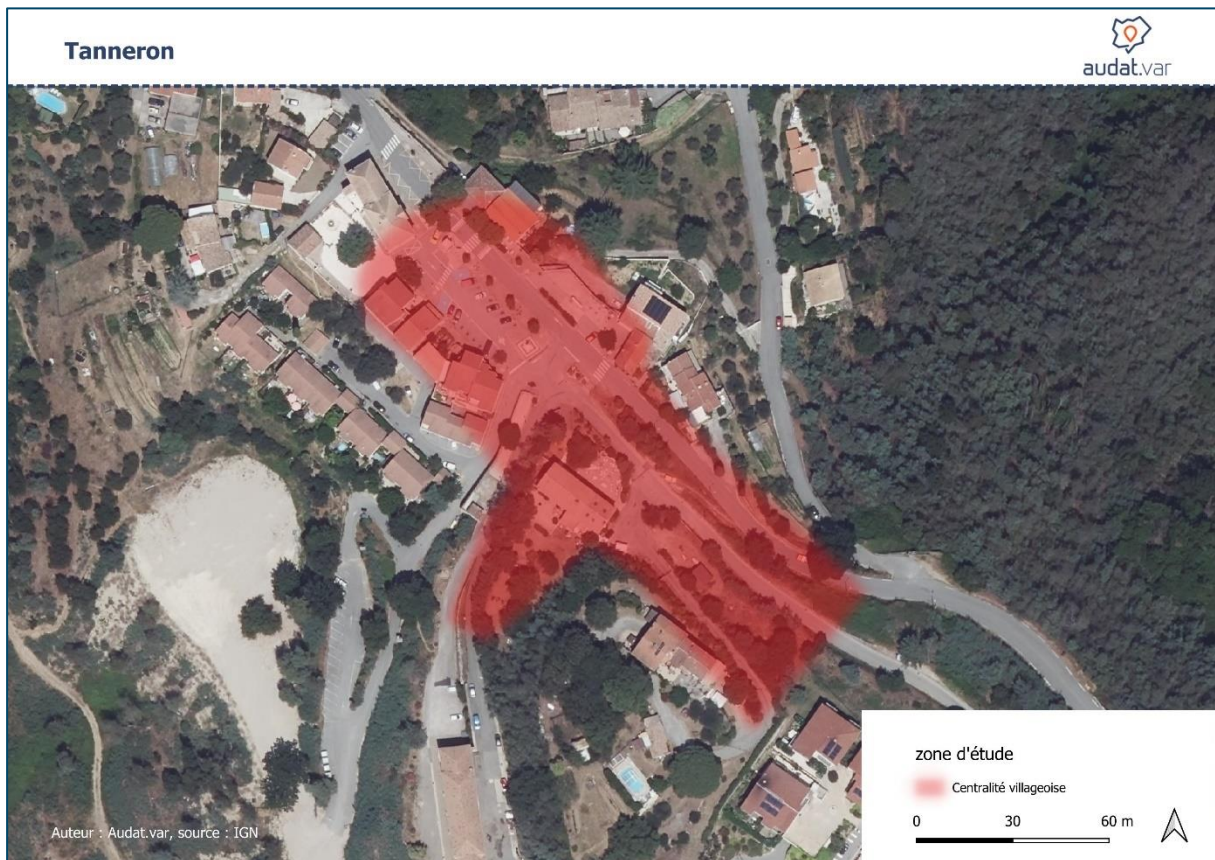 Tanneron
audat.var
zone d'étude
Centralité villageoise
0 30 60 m
Auteur : Audat.var, source : IGN